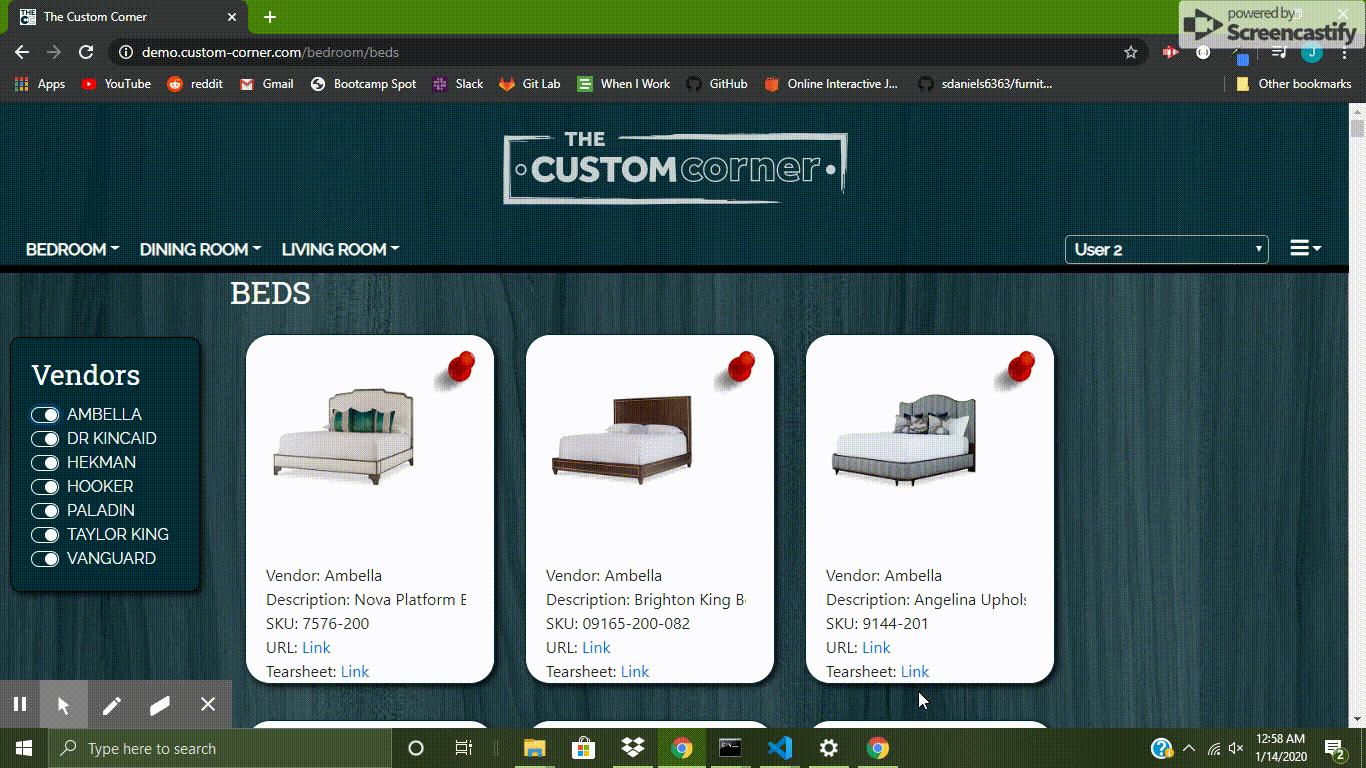 The Custom Corner
powered by
Screencastify
demo.custom-corner.com/bedroom/beds
J
Apps YouTube reddit Gmail Bootcamp Spot Slack Git Lab When I Work GitHub Online Interactive J... sdaniels6363/furnit... Other bookmarks
THE
CUSTOM corner
BEDROOM DINING ROOM LIVING ROOM User 2
BEDS
Vendors
AMBELLA
DR KINCAID
HEKMAN
HOOKER
PALADIN
TAYLOR KING
VANGUARD
Vendor: Ambella
Description: Nova Platform B
SKU: 7576-200
URL: Link
Tearsheet: Link
Vendor: Ambella
Description: Brighton King Be
SKU: 09165-200-082
URL: Link
Tearsheet: Link
Vendor: Ambella
Description: Angelina Uphols
SKU: 9144-201
URL: Link
Tearsheet: Link
Type here to search
12:58 AM
1/14/2020
2